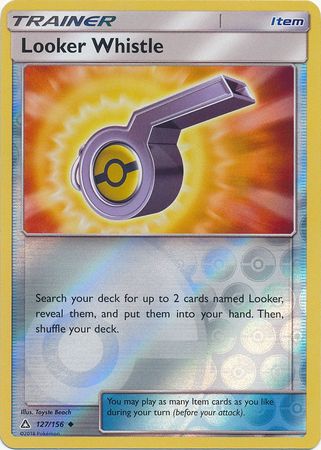 TRAINER Item
Looker Whistle
Search your deck for up to 2 cards named Looker,
reveal them, and put them into your hand. Then,
shuffle your deck.
You may play as many Item cards as you like
during your turn (before your attack).
Illus. Toyste Beach
127/156
©2018 Pokémon